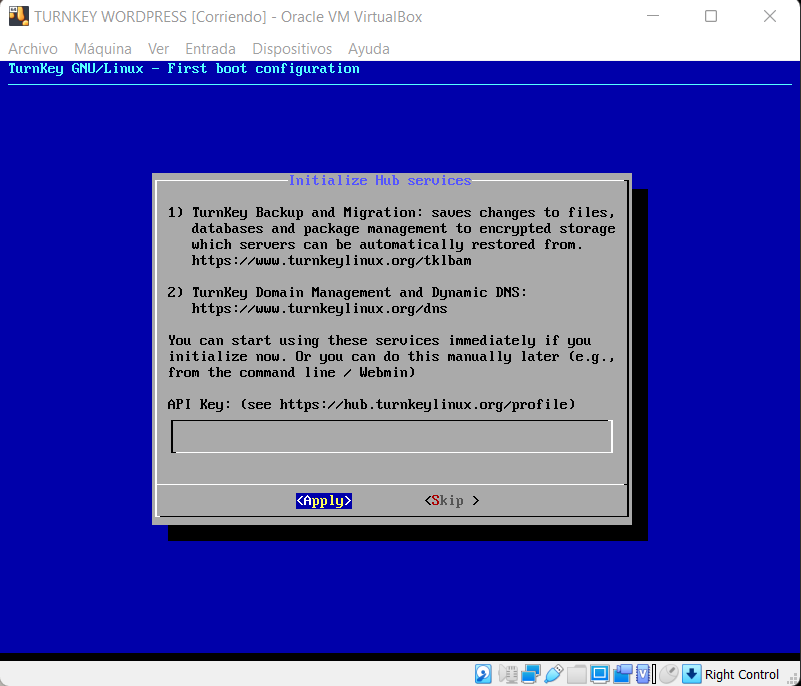 TURNKEY WORDPRESS [Corriendo] - Oracle VM VirtualBox
Archivo Máquina Ver Entrada Dispositivos Ayuda
TurnKey GNU/Linux - First boot configuration
Initialize Hub services
1) TurnKey Backup and Migration: saves changes to files,
databases and package management to encrypted storage
which servers can be automatically restored from.
https://www.turnkeylinux.org/tklbam
2) TurnKey Domain Management and Dynamic DNS:
https://www.turnkeylinux.org/dns
You can start using these services immediately if you
initialize now. Or you can do this manually later (e.g.,
from the command line / Webmin)
API Key: (see https://hub.turnkeylinux.org/profile)
<Apply> <Skip >
Right Control